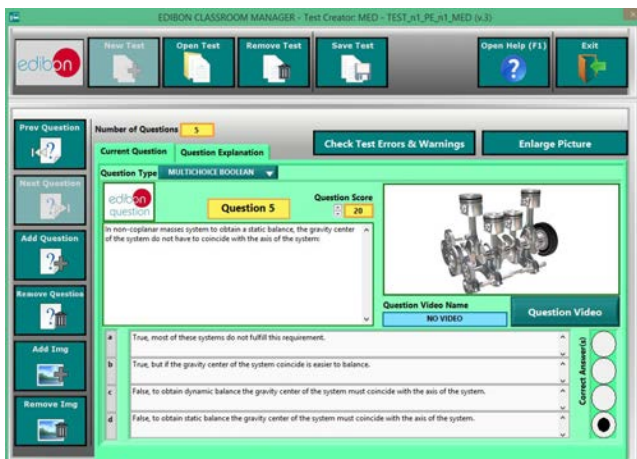 EDIBON CLASSROOM MANAGER - Test Creator: MED - TEST_n1_PE_n1_MED (v.3)
edibon
New Test
Open Test
Remove Test
Save Test
Open Help (F1)
Exit
Prev Question
Next Question
Add Question
Remove Question
Add Img
Remove Img
Number of Questions 5
Current Question
Question Explanation
Check Test Errors & Warnings
Enlarge Picture
Question Type MULTICHOICE BOOLEAN
edibon
question
Question 5
Question Score
20
In non-coplanar masses system to obtain a static balance, the gravity center
of the system do not have to coincide with the axis of the system:
Question Video Name
NO VIDEO
Question Video
a True, most of these systems do not fulfill this requirement.
b True, but if the gravity center of the system coincide is easier to balance.
c False, to obtain dynamic balance the gravity center of the system must coincide with the axis of the system.
d False, to obtain static balance the gravity center of the system must coincide with the axis of the system.
Correct Answer(s)